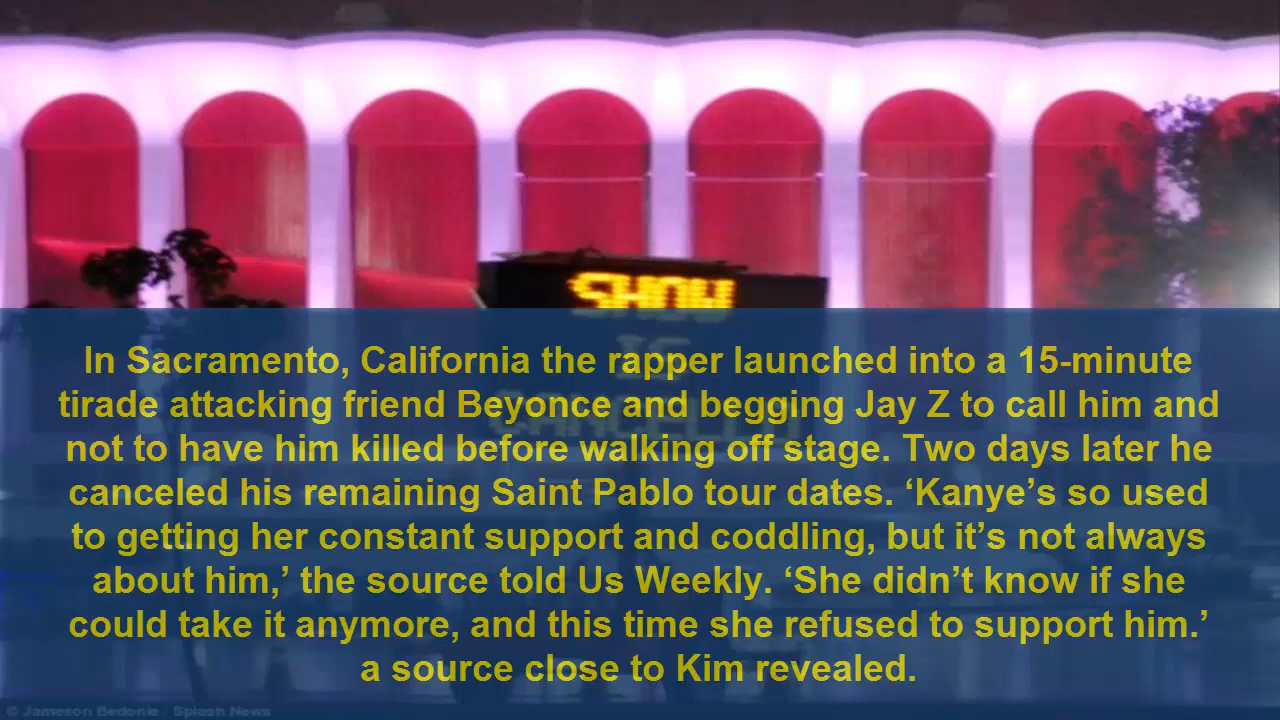 SHOW
IS
CANCELLED
In Sacramento, California the rapper launched into a 15-minute
tirade attacking friend Beyonce and begging Jay Z to call him and
not to have him killed before walking off stage. Two days later he
canceled his remaining Saint Pablo tour dates. ‘Kanye’s so used
to getting her constant support and coddling, but it’s not always
about him,’ the source told Us Weekly. ‘She didn’t know if she
could take it anymore, and this time she refused to support him.’
a source close to Kim revealed.
© Jameson Bedonie / Splash News